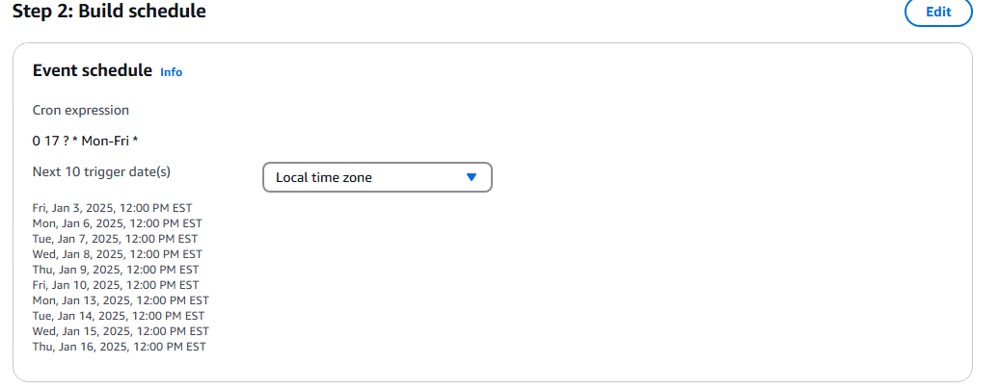 Step 2: Build schedule
Edit
Event schedule Info
Cron expression
0 17 ? * Mon-Fri *
Next 10 trigger date(s)
Local time zone
Fri, Jan 3, 2025, 12:00 PM EST
Mon, Jan 6, 2025, 12:00 PM EST
Tue, Jan 7, 2025, 12:00 PM EST
Wed, Jan 8, 2025, 12:00 PM EST
Thu, Jan 9, 2025, 12:00 PM EST
Fri, Jan 10, 2025, 12:00 PM EST
Mon, Jan 13, 2025, 12:00 PM EST
Tue, Jan 14, 2025, 12:00 PM EST
Wed, Jan 15, 2025, 12:00 PM EST
Thu, Jan 16, 2025, 12:00 PM EST